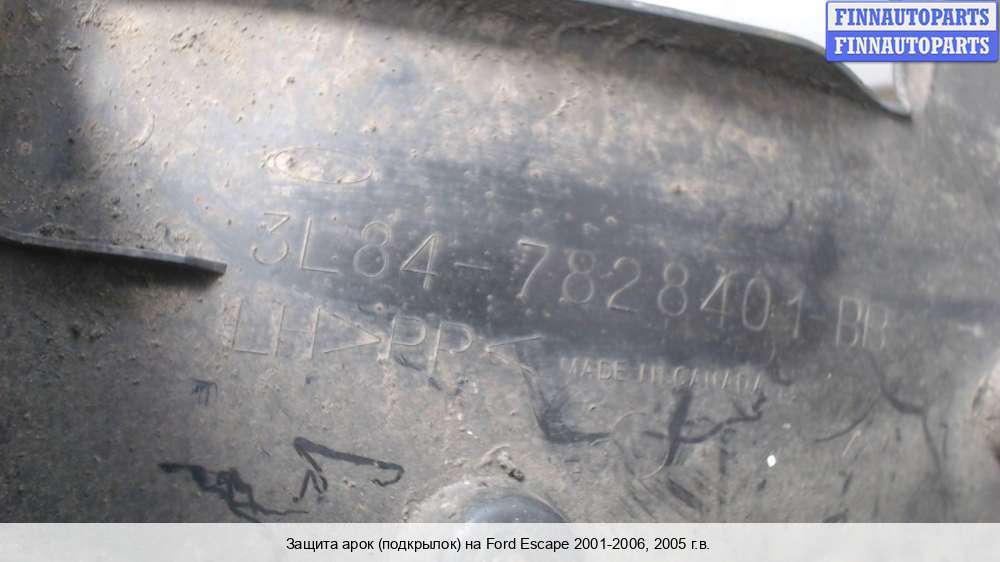 FINNAUTOPARTS
FINNAUTOPARTS
3L84-7828401-BB
LH >PP<
MADE IN CANADA
Защита арок (подкрылок) на Ford Escape 2001-2006, 2005 г.в.